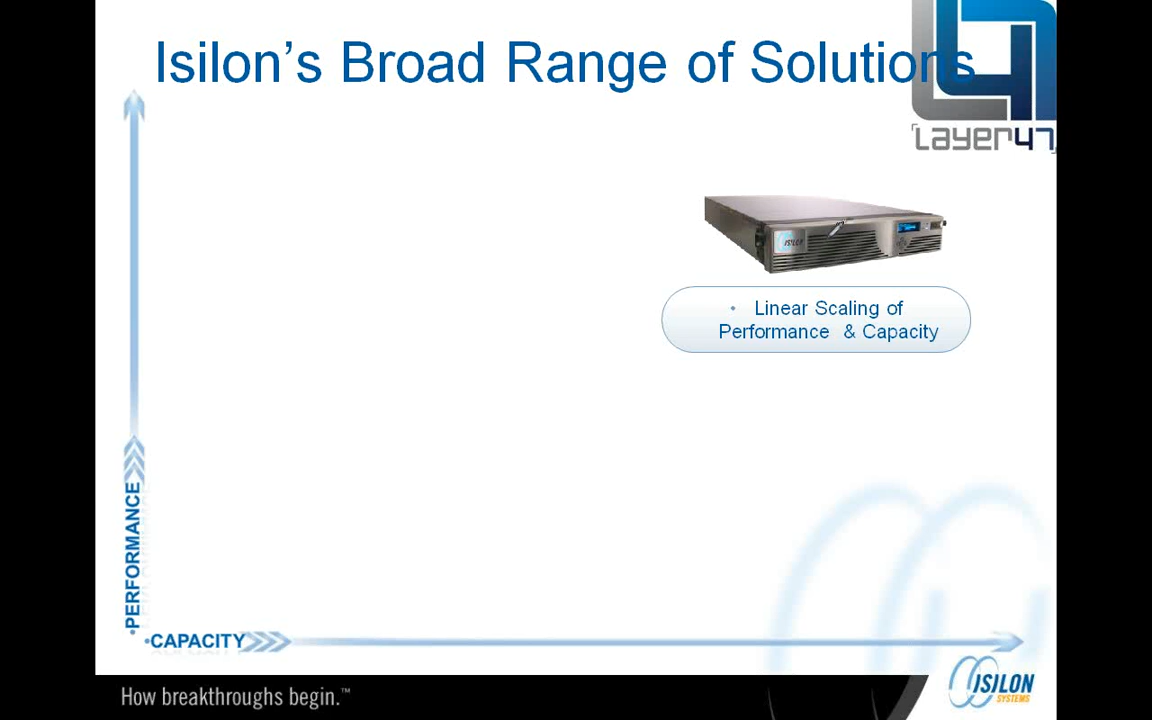 Isilon's Broad Range of Solutions
Layer47
ISILON
• Linear Scaling of
Performance & Capacity
PERFORMANCE
•CAPACITY
How breakthroughs begin.™
ISILON
SYSTEMS